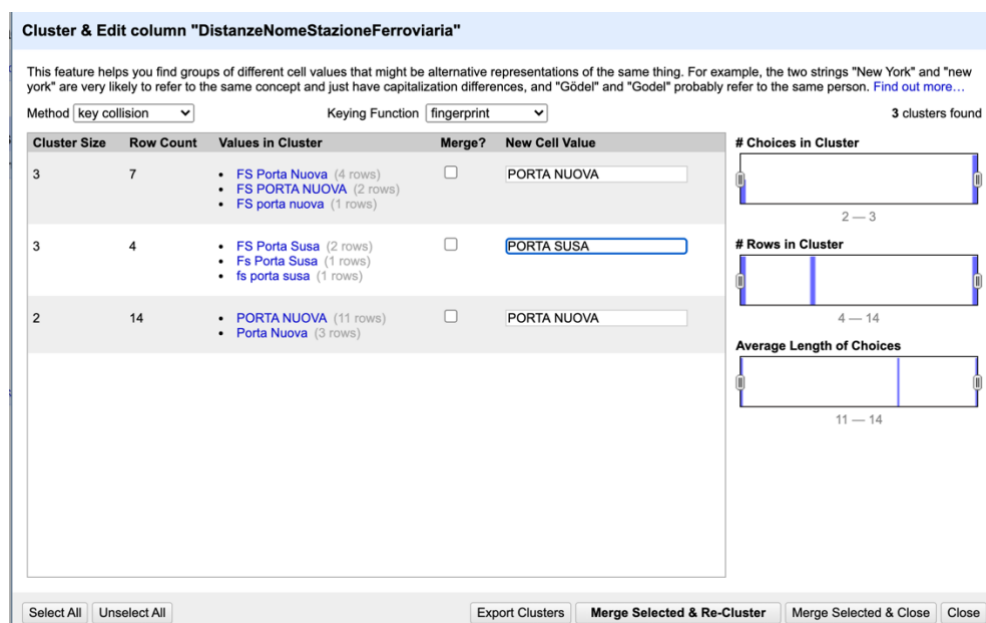 Cluster & Edit column "DistanzeNomeStazioneFerroviaria"
This feature helps you find groups of different cell values that might be alternative representations of the same thing. For example, the two strings "New York" and "new
york" are very likely to refer to the same concept and just have capitalization differences, and "Gödel" and "Godel" probably refer to the same person. Find out more…
Method key collision Keying Function fingerprint 3 clusters found
Cluster Size Row Count Values in Cluster Merge? New Cell Value
3 7 • FS Porta Nuova (4 rows) PORTA NUOVA
• FS PORTA NUOVA (2 rows)
• FS porta nuova (1 rows)
3 4 • FS Porta Susa (2 rows) PORTA SUSA
• Fs Porta Susa (1 rows)
• fs porta susa (1 rows)
2 14 • PORTA NUOVA (11 rows) PORTA NUOVA
• Porta Nuova (3 rows)
# Choices in Cluster
2 — 3
# Rows in Cluster
4 — 14
Average Length of Choices
11 — 14
Select All Unselect All Export Clusters Merge Selected & Re-Cluster Merge Selected & Close Close